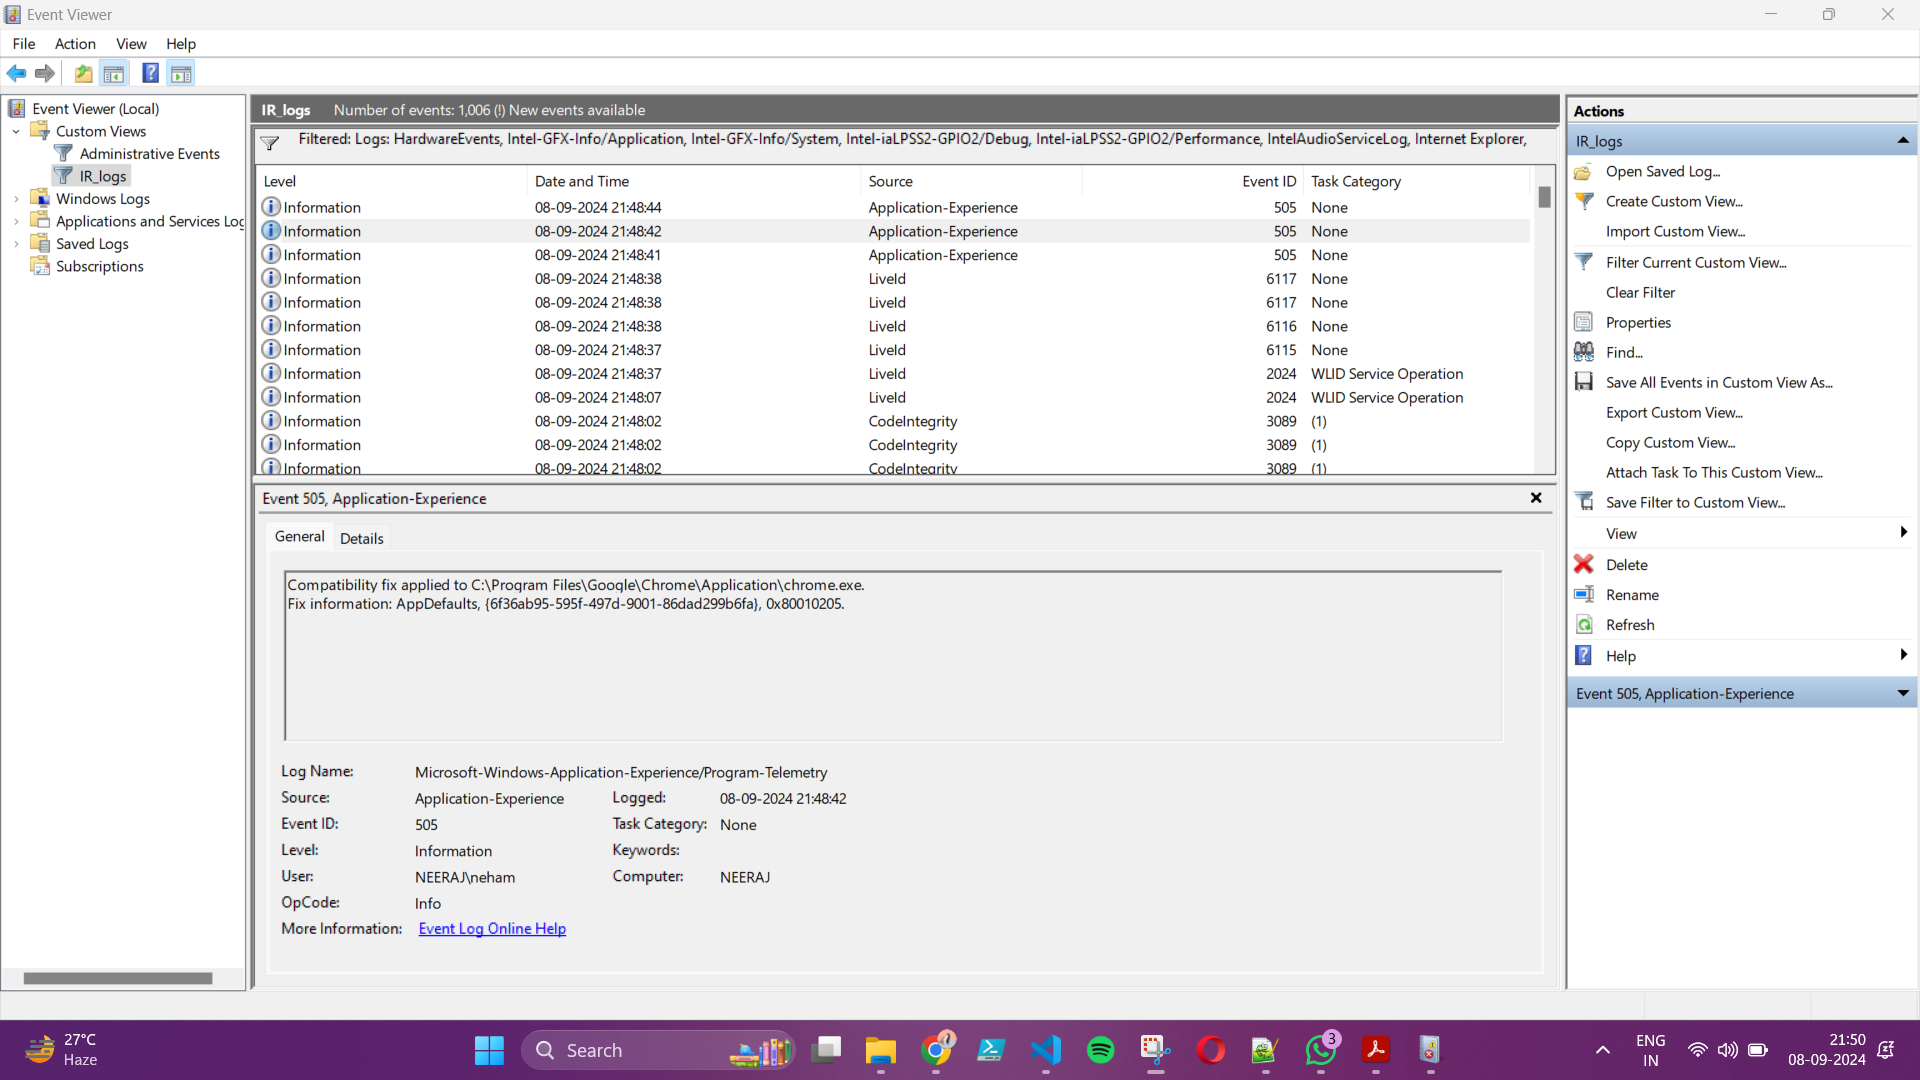 Event Viewer
File Action View Help
Event Viewer (Local)
Custom Views
Administrative Events
IR_logs
Windows Logs
Applications and Services Log
Saved Logs
Subscriptions
IR_logs Number of events: 1,006 (!) New events available
Filtered: Logs: HardwareEvents, Intel-GFX-Info/Application, Intel-GFX-Info/System, Intel-iaLPSS2-GPIO2/Debug, Intel-iaLPSS2-GPIO2/Performance, IntelAudioServiceLog, Internet Explorer,
Level Date and Time Source Event ID Task Category
Information 08-09-2024 21:48:44 Application-Experience 505 None
Information 08-09-2024 21:48:42 Application-Experience 505 None
Information 08-09-2024 21:48:41 Application-Experience 505 None
Information 08-09-2024 21:48:38 LiveId 6117 None
Information 08-09-2024 21:48:38 LiveId 6117 None
Information 08-09-2024 21:48:38 LiveId 6116 None
Information 08-09-2024 21:48:37 LiveId 6115 None
Information 08-09-2024 21:48:37 LiveId 2024 WLID Service Operation
Information 08-09-2024 21:48:07 LiveId 2024 WLID Service Operation
Information 08-09-2024 21:48:02 CodeIntegrity 3089 (1)
Information 08-09-2024 21:48:02 CodeIntegrity 3089 (1)
Information 08-09-2024 21:48:02 CodeIntegrity 3089 (1)
Event 505, Application-Experience
General Details
Compatibility fix applied to C:\Program Files\Google\Chrome\Application\chrome.exe.
Fix information: AppDefaults, {6f36ab95-595f-497d-9001-86dad299b6fa}, 0x80010205.
Log Name: Microsoft-Windows-Application-Experience/Program-Telemetry
Source: Application-Experience Logged: 08-09-2024 21:48:42
Event ID: 505 Task Category: None
Level: Information Keywords:
User: NEERAJ\neham Computer: NEERAJ
OpCode: Info
More Information: Event Log Online Help
Actions
IR_logs
Open Saved Log...
Create Custom View...
Import Custom View...
Filter Current Custom View...
Clear Filter
Properties
Find...
Save All Events in Custom View As...
Export Custom View...
Copy Custom View...
Attach Task To This Custom View...
Save Filter to Custom View...
View
Delete
Rename
Refresh
Help
Event 505, Application-Experience
27°C
Haze
Search
3
ENG
IN
21:50
08-09-2024